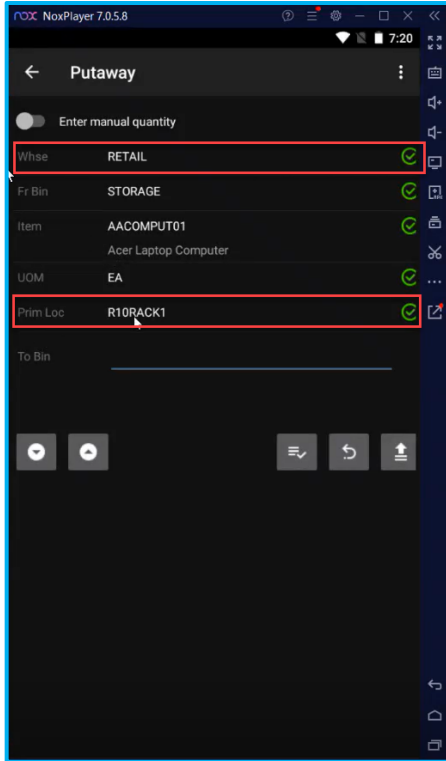 nox NoxPlayer 7.0.5.8
7:20
Putaway
Enter manual quantity
Whse RETAIL
Fr Bin STORAGE
Item AACOMPUT01
Acer Laptop Computer
UOM EA
Prim Loc R10RACK1
To Bin